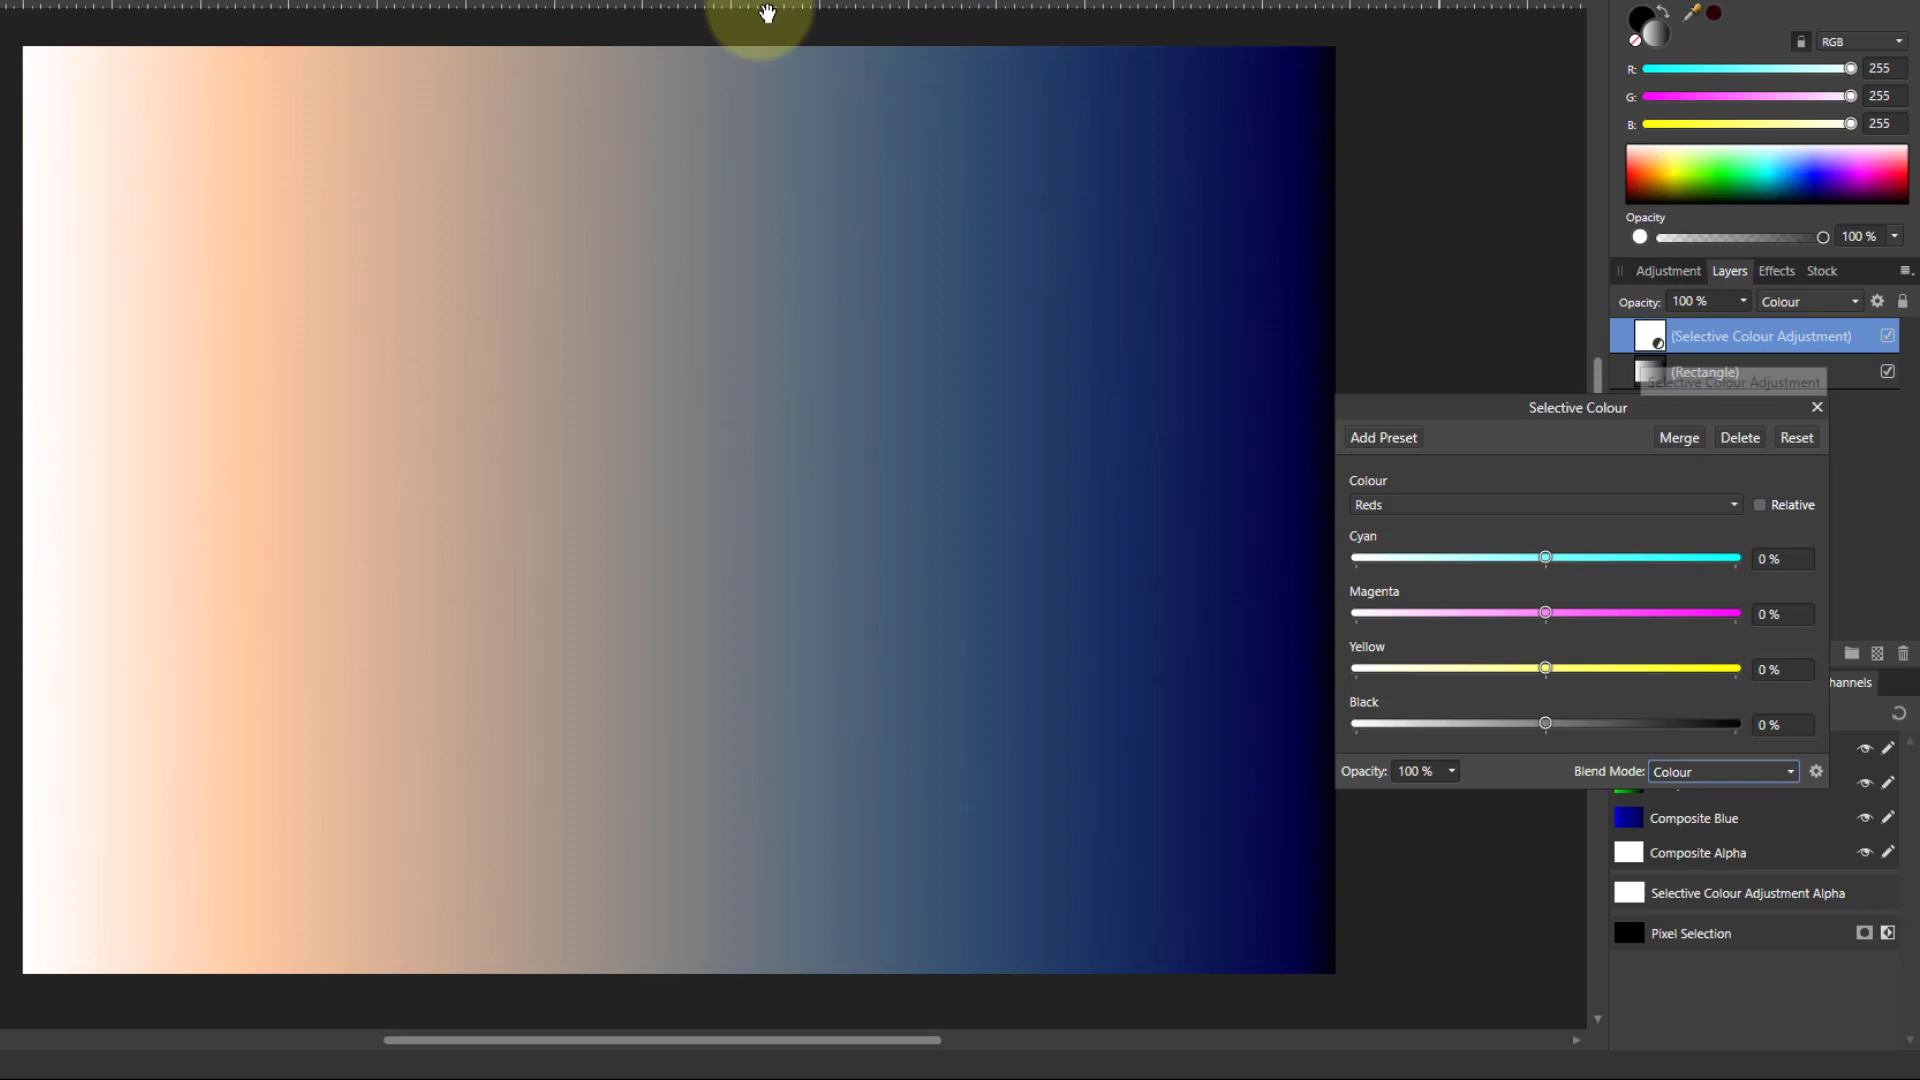 RGB
R: 255
G: 255
B: 255
Opacity
100 %
Adjustment Layers Effects Stock
Opacity: 100 % Colour
(Selective Colour Adjustment)
(Rectangle)
Selective Colour Adjustment
Selective Colour
Add Preset Merge Delete Reset
Colour
Reds Relative
Cyan
0 %
Magenta
0 %
Yellow
0 %
hannels
Black
0 %
Opacity: 100 % Blend Mode: Colour
Composite Blue
Composite Alpha
Selective Colour Adjustment Alpha
Pixel Selection